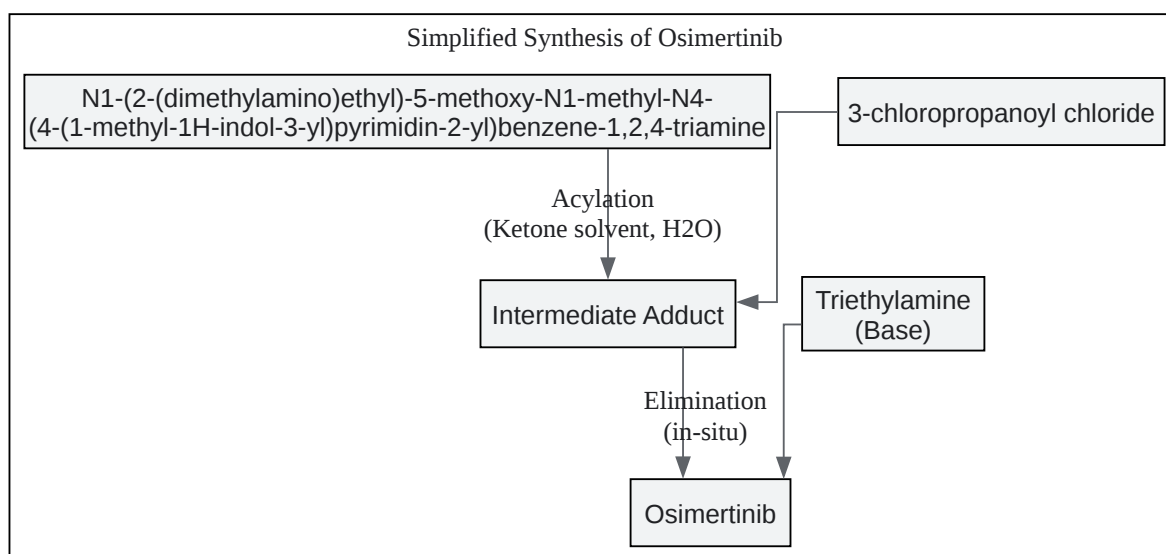 Simplified Synthesis of Osimertinib
N1-(2-(dimethylamino)ethyl)-5-methoxy-N1-methyl-N4-
(4-(1-methyl-1H-indol-3-yl)pyrimidin-2-yl)benzene-1,2,4-triamine
3-chloropropanoyl chloride
Acylation
(Ketone solvent, H2O)
Intermediate Adduct
Triethylamine
(Base)
Elimination
(in-situ)
Osimertinib